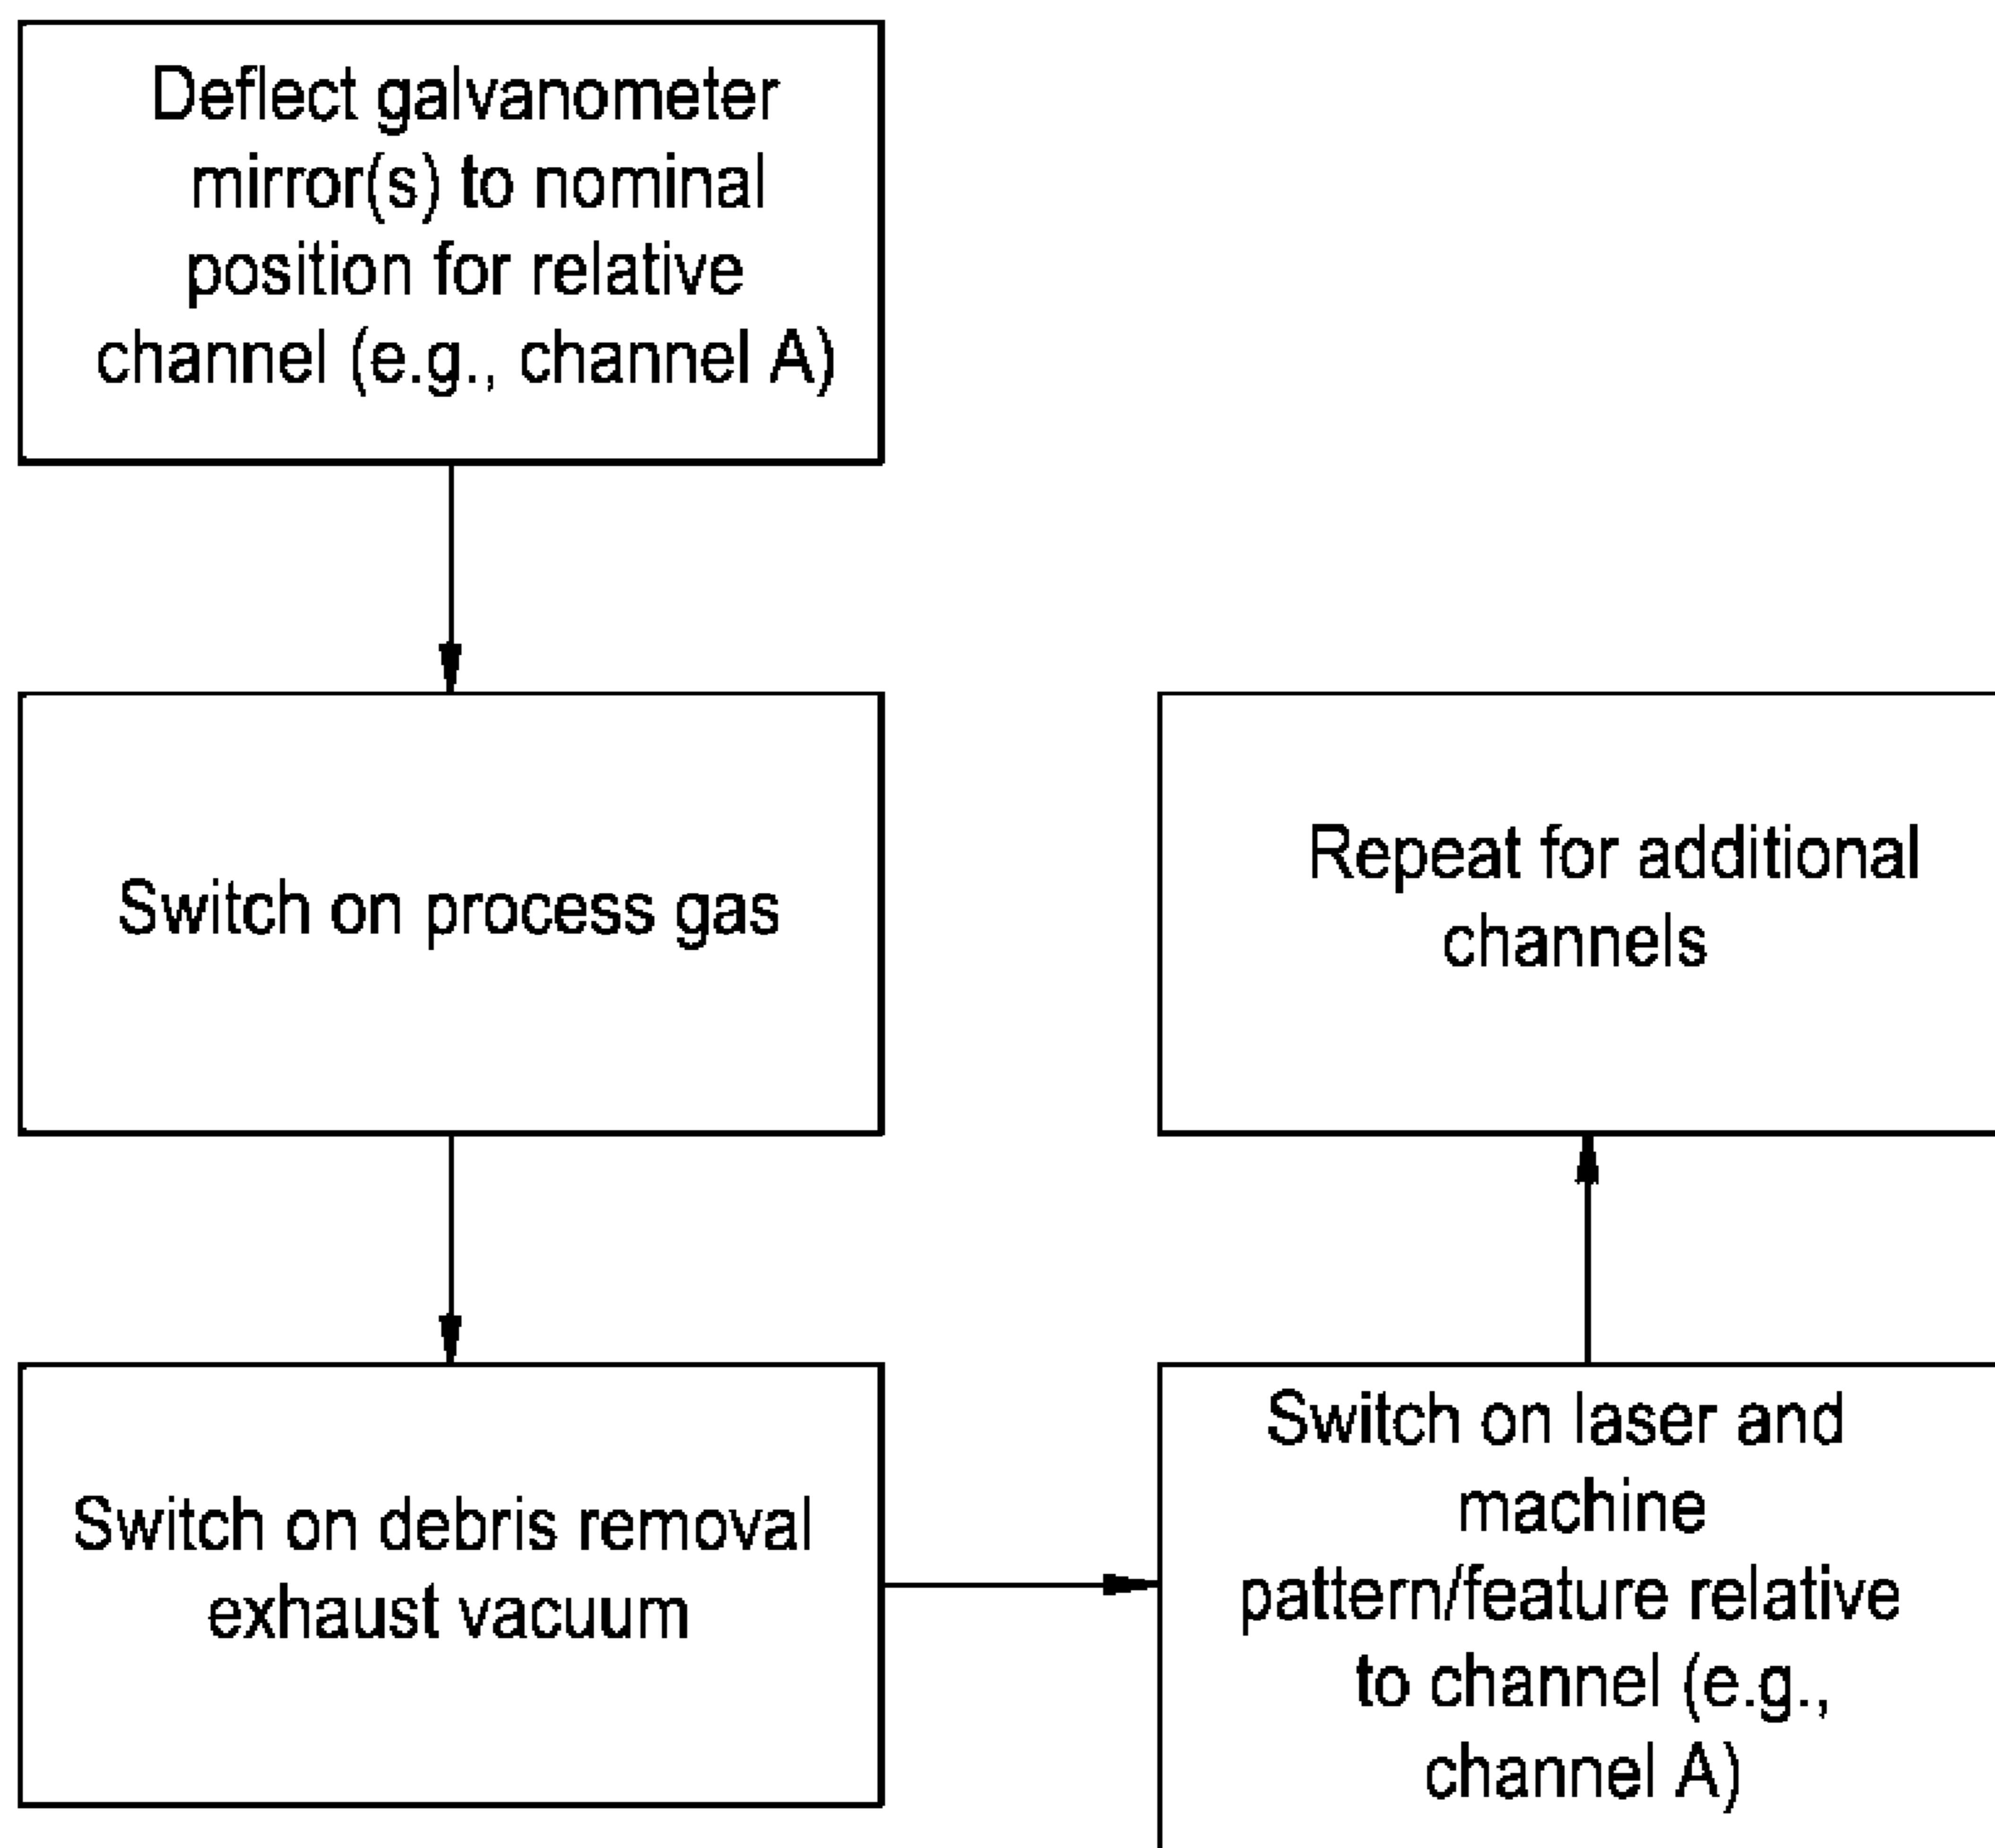 Deflect galvanometer
mirror(s) to nominal
position for relative
channel (e.g., channel A)
Switch on process gas
Switch on debris removal
exhaust vacuum
Switch on laser and
machine
pattern/feature relative
to channel (e.g.,
channel A)
Repeat for additional
channels